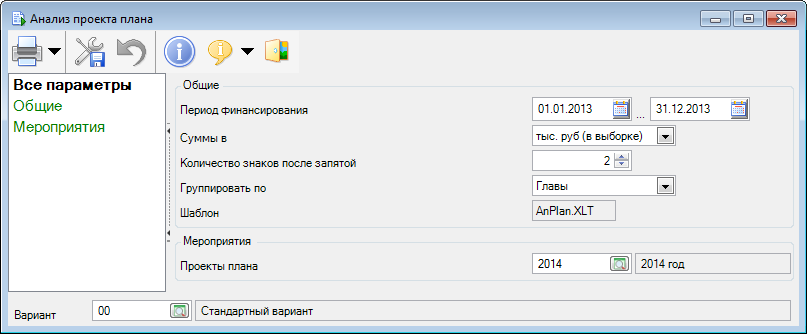 Анализ проекта плана
Все параметры
Общие
Мероприятия
Общие
Период финансирования 01.01.2013 ... 31.12.2013
Суммы в тыс. руб (в выборке)
Количество знаков после запятой 2
Группировать по Главы
Шаблон AnPlan.XLT
Мероприятия
Проекты плана 2014 2014 год
Вариант 00 Стандартный вариант